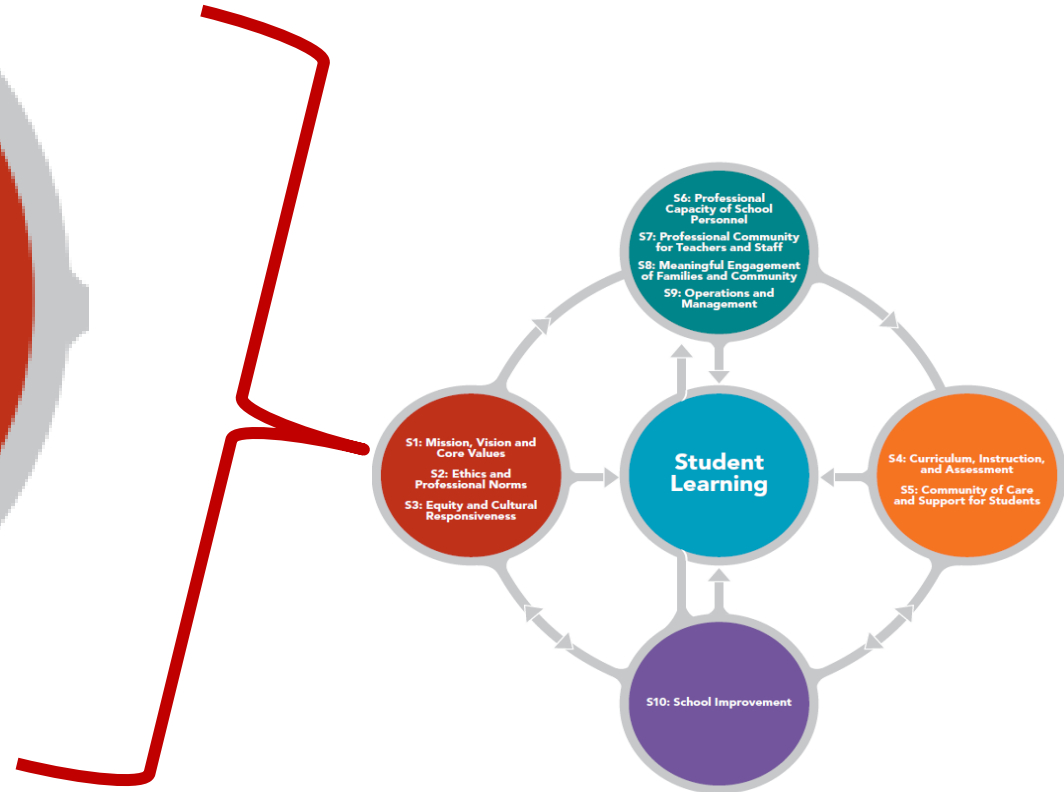 S6: Professional
Capacity of School
Personnel
S7: Professional Community
for Teachers and Staff
S8: Meaningful Engagement
of Families and Community
S9: Operations and
Management
S1: Mission, Vision and
Core Values
S2: Ethics and
Professional Norms
S3: Equity and Cultural
Responsiveness
Student
Learning
S4: Curriculum, Instruction,
and Assessment
S5: Community of Care
and Support for Students
S10: School Improvement